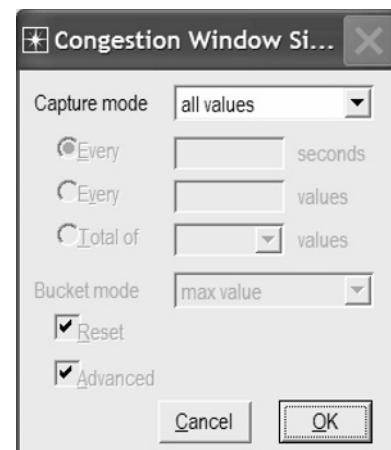 Congestion Window Si...
Capture mode all values
Every seconds
Every values
Total of values
Bucket mode max value
Reset
Advanced
Cancel OK